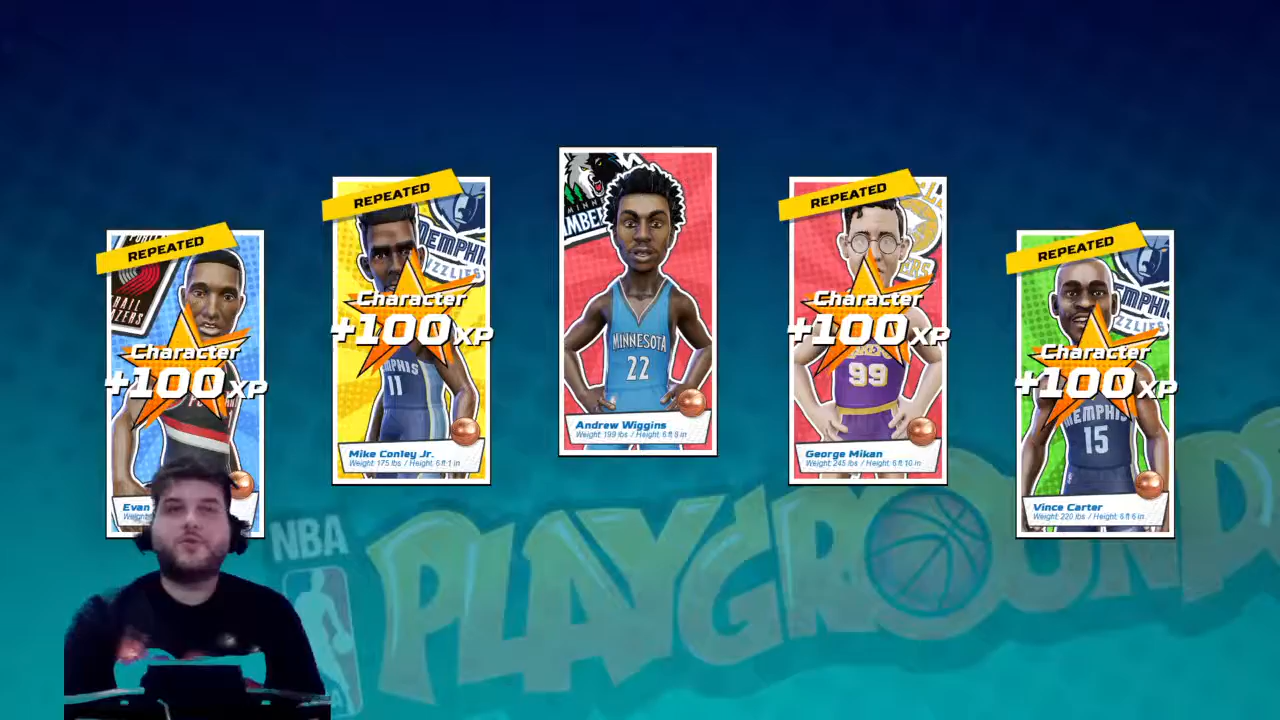 REPEATED
Character
+100XP
Evan
REPEATED
MEMPHIS
Character
+100XP
11
Mike Conley Jr.
Weight: 175 lbs / Height: 6 ft 1 in
MINNESOTA
22
Andrew Wiggins
Weight: 199 lbs / Height: 6 ft 8 in
REPEATED
Character
+100XP
99
George Mikan
Weight: 245 lbs / Height: 6 ft 10 in
REPEATED
Character
+100XP
MEMPHIS
15
Vince Carter
Weight: 220 lbs / Height: 6 ft 6 in
NBA
PLAYGROUND